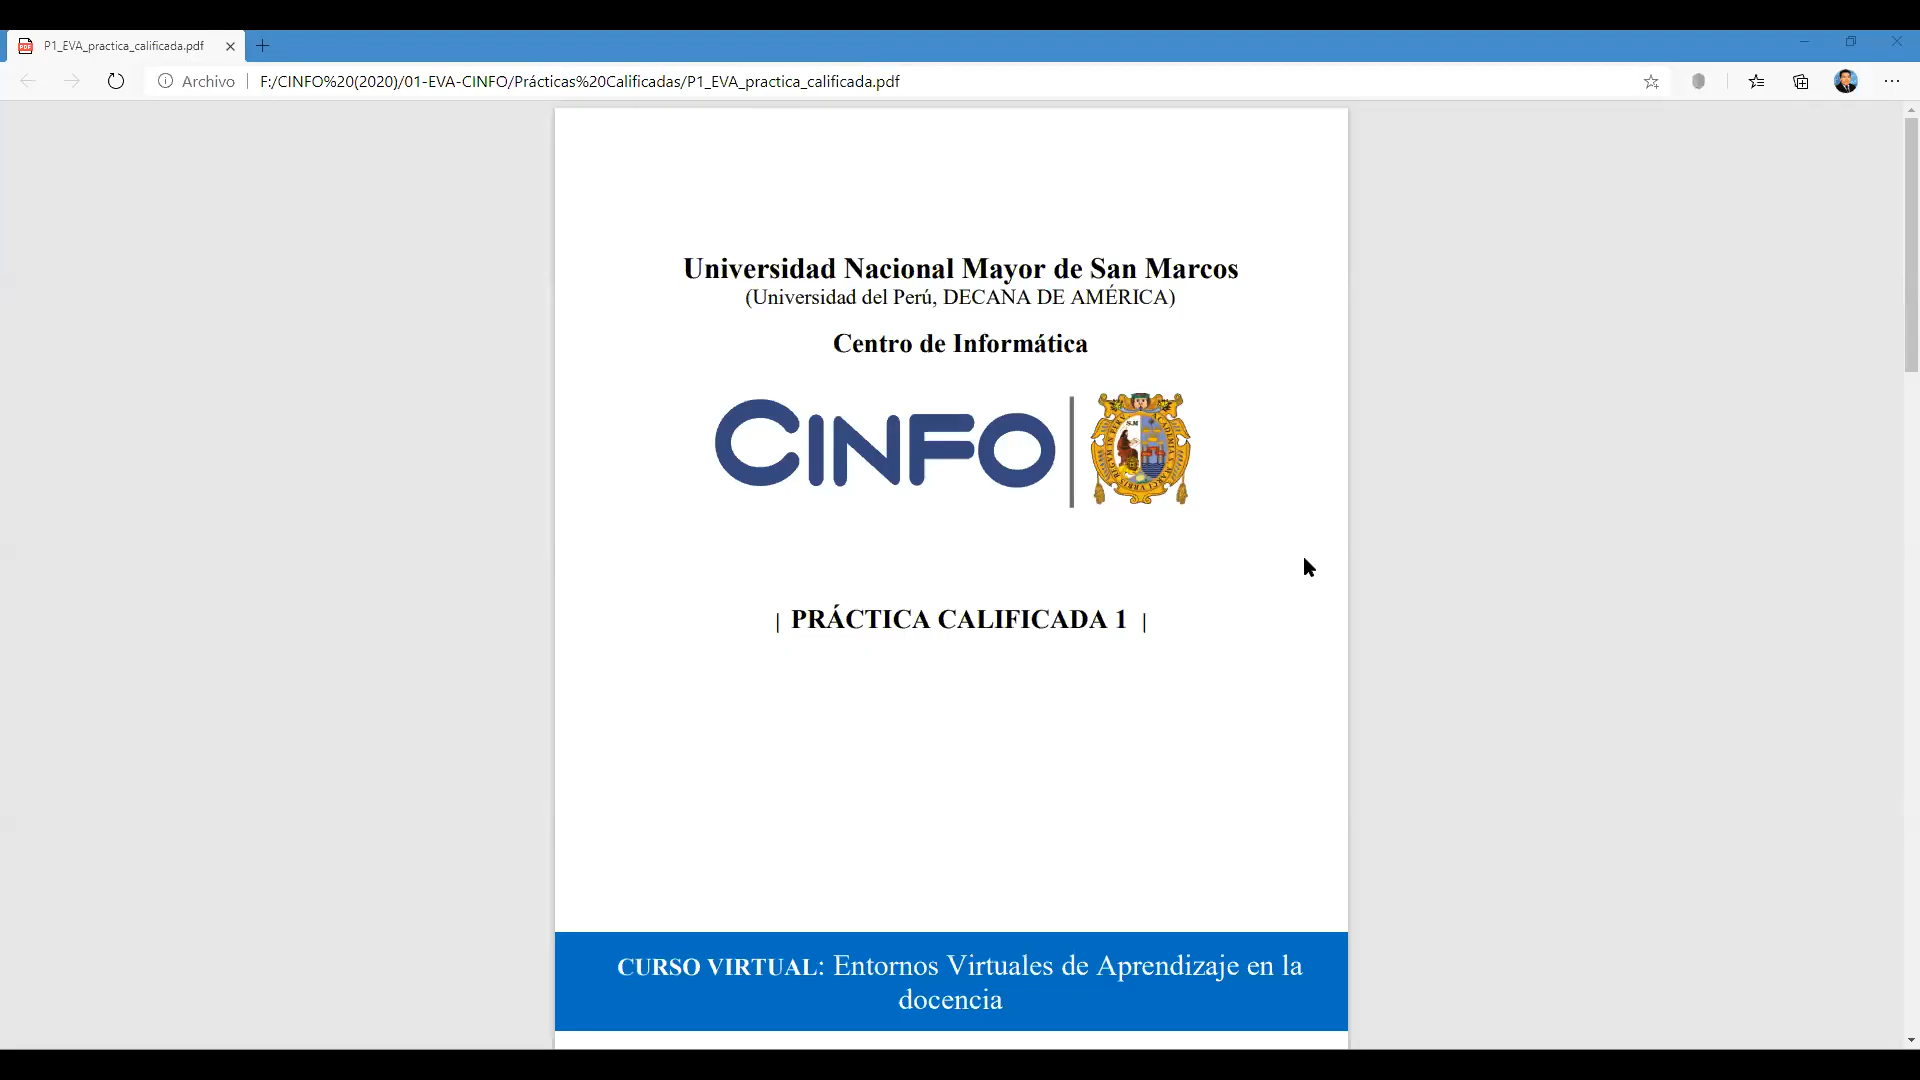 P1_EVA_practica_calificada.pdf
Archivo
F:/CINFO%20(2020)/01-EVA-CINFO/Prácticas%20Calificadas/P1_EVA_practica_calificada.pdf
Universidad Nacional Mayor de San Marcos
(Universidad del Perú, DECANA DE AMÉRICA)
Centro de Informática
CINFO
| PRÁCTICA CALIFICADA 1 |
CURSO VIRTUAL: Entornos Virtuales de Aprendizaje en la
docencia